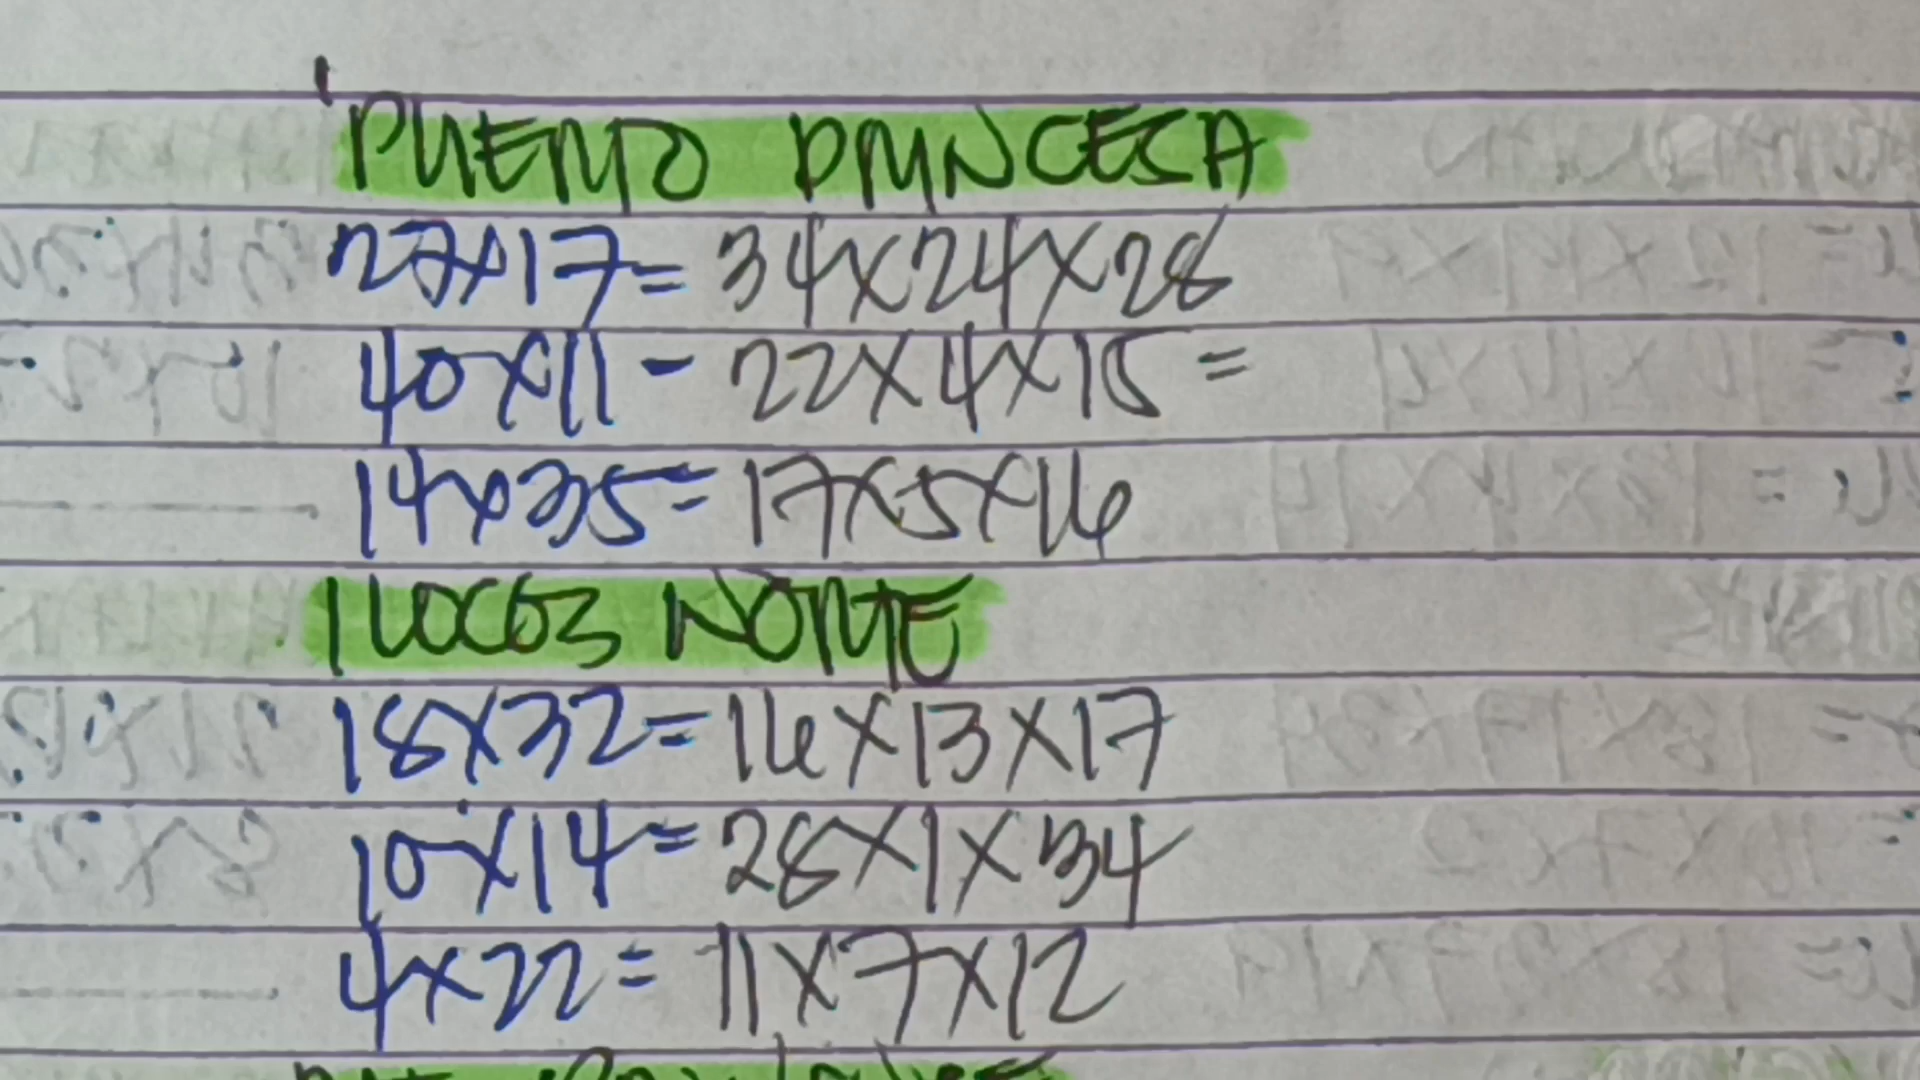 PUERTO PRINCESA
27x17= 34x24x28
40x11- 22x4x15 =
14x35= 17x5x16
ILOCOS NORTE
18x32= 16x13x17
10x14= 28x1x34
4x22= 11x7x12